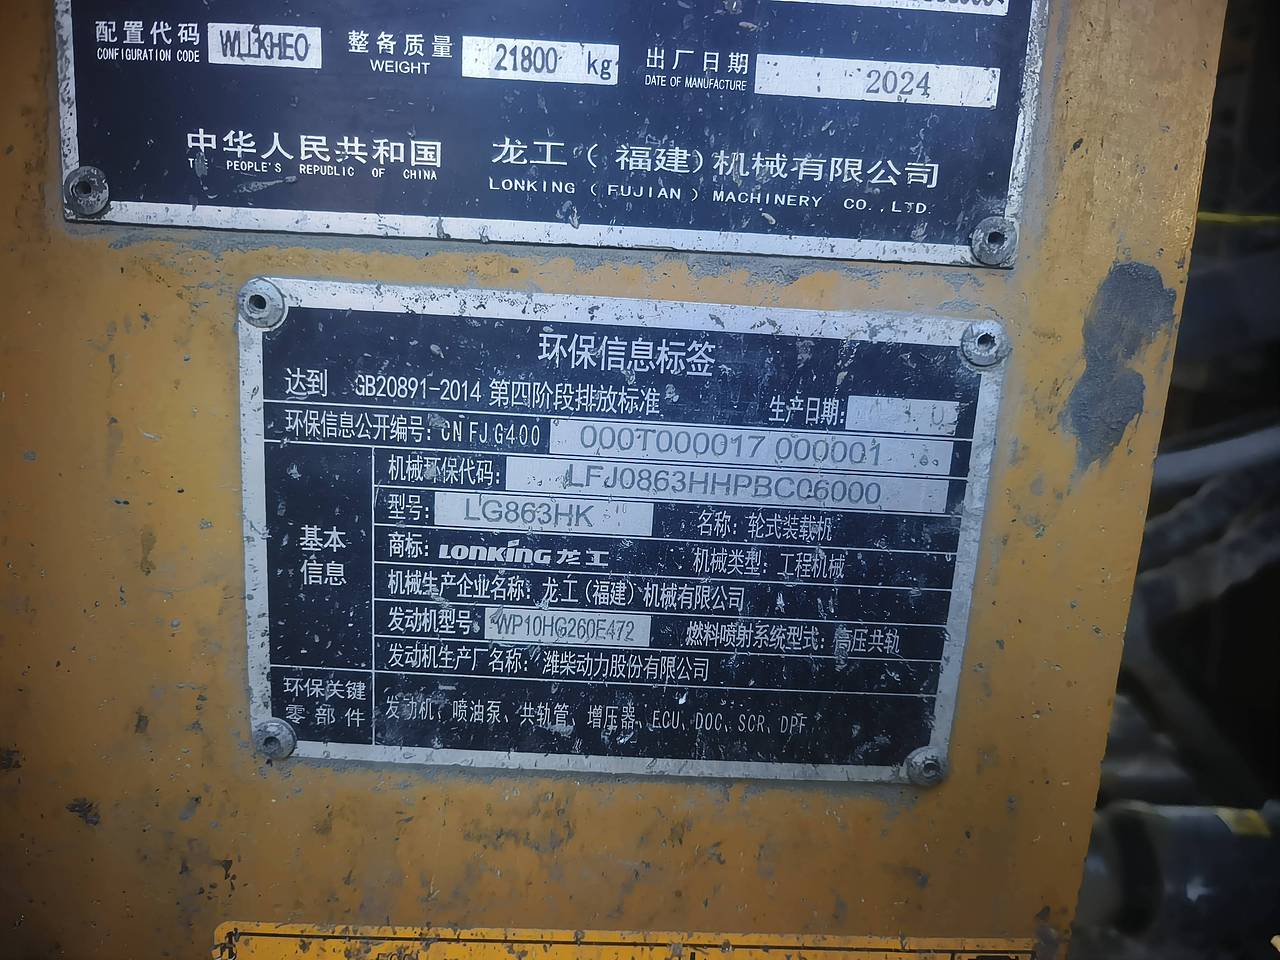 配置代码 WLLKHEO 整备质量 21800 kg 出厂日期 2024
CONFIGURATION CODE WEIGHT DATE OF MANUFACTURE
中华人民共和国 龙工（福建）机械有限公司
THE PEOPLE'S REPUBLIC OF CHINA LONKING (FUJIAN) MACHINERY CO.,LTD.
环保信息标签
达到 GB20891-2014 第四阶段排放标准 生产日期:
环保信息公开编号: CN FJ G400 000T000017 000001
基本信息
机械环保代码: LFJ0863HHPBC06000
型号: LG863HK 名称: 轮式装载机
商标: LONKING 龙工 机械类型: 工程机械
机械生产企业名称: 龙工（福建）机械有限公司
发动机型号: WP10HG260E472 燃料喷射系统型式: 高压共轨
发动机生产厂名称: 潍柴动力股份有限公司
环保关键零部件
发动机、喷油泵、共轨管、增压器、ECU、DOC、SCR、DPF